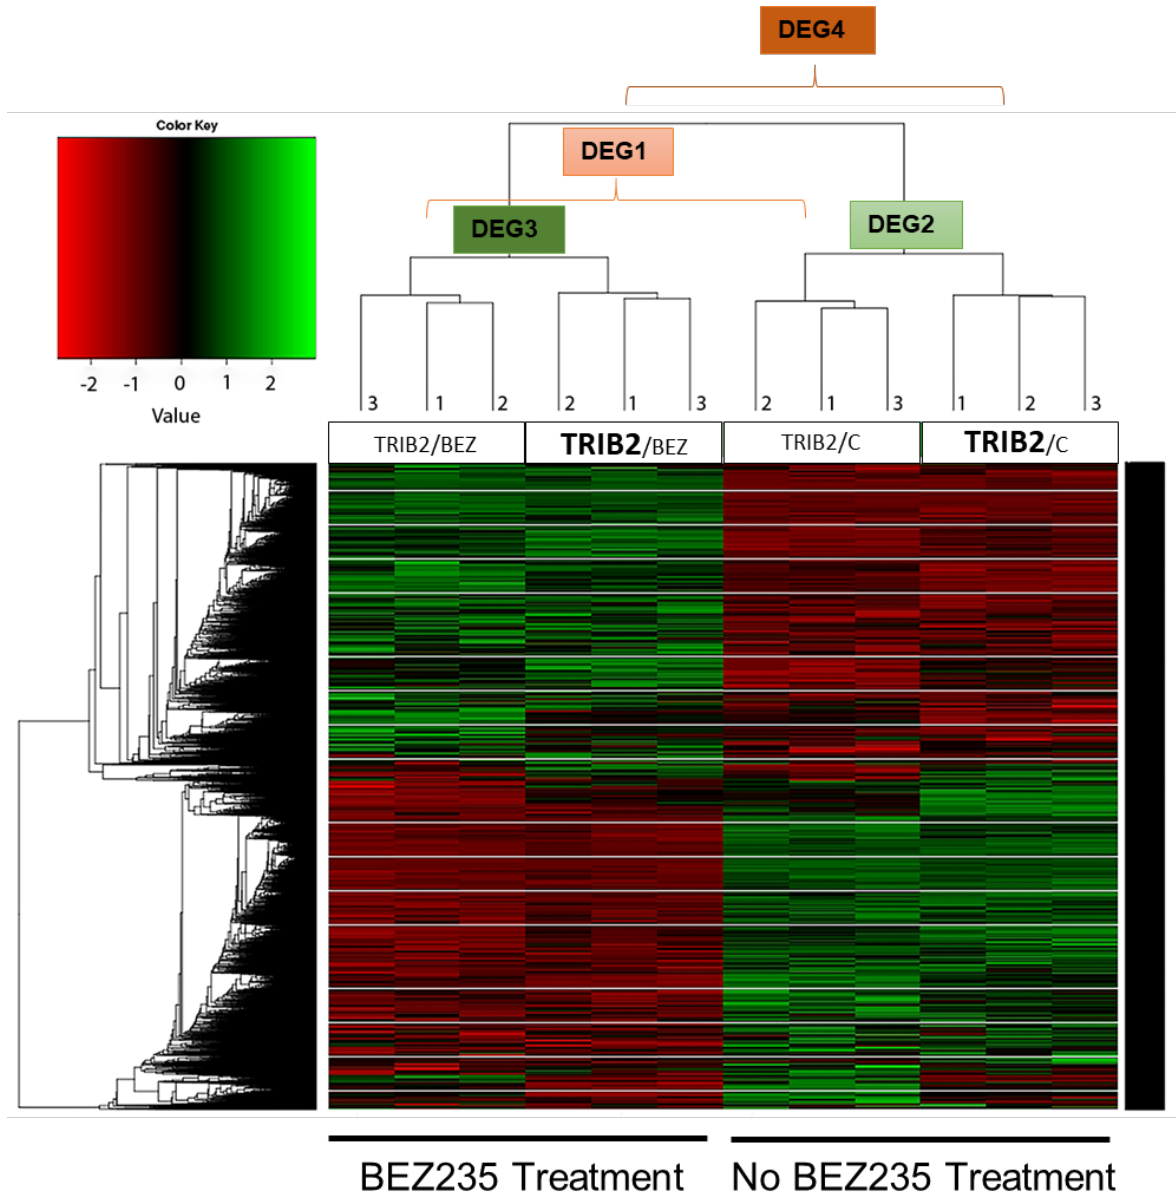 DEG4
Color Key
DEG1
DEG3
DEG2
-2 -1 0 1 2
Value
3 1 2 2 1 3 2 1 3 1 2 3
TRIB2/BEZ TRIB2/BEZ TRIB2/C TRIB2/C
BEZ235 Treatment No BEZ235 Treatment